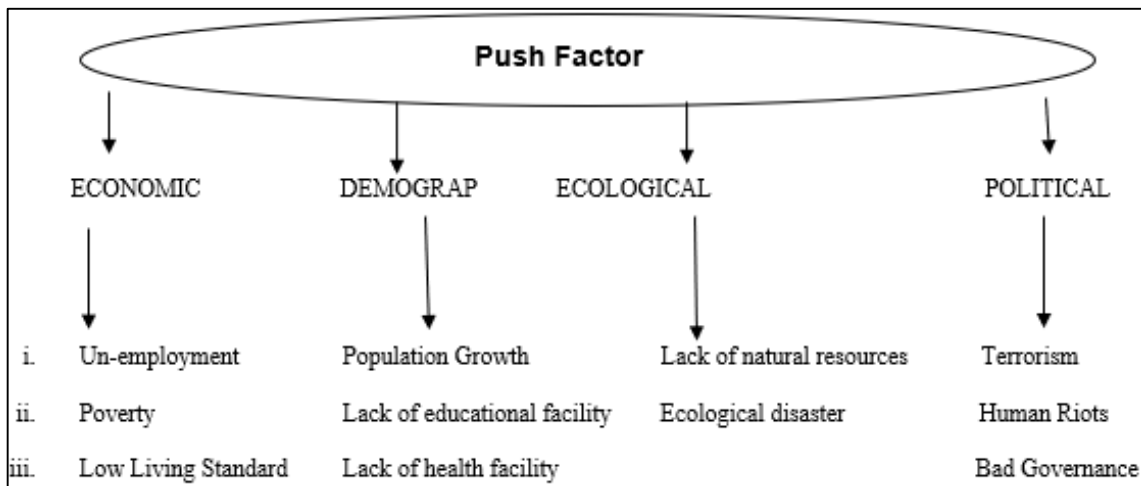 Push Factor
ECONOMIC DEMOGRAP ECOLOGICAL POLITICAL
i. Un-employment Population Growth Lack of natural resources Terrorism
ii. Poverty Lack of educational facility Ecological disaster Human Riots
iii. Low Living Standard Lack of health facility Bad Governance